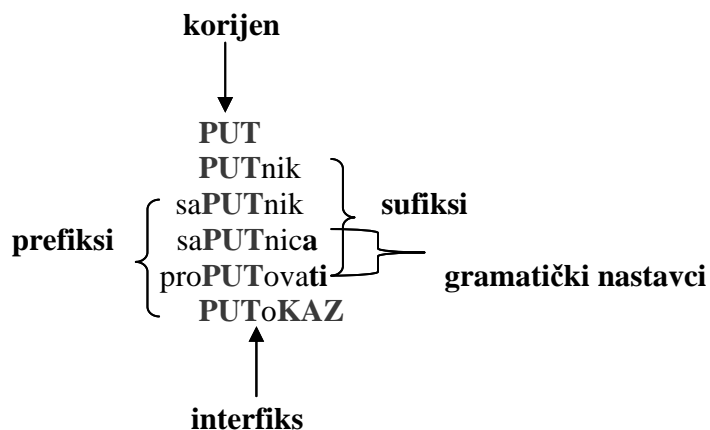 korijen
PUT
PUTnik
saPUTnik
sufiksi
prefiksi
saPUTnica
proPUTovati
gramatički nastavci
PUToKAZ
interfiks